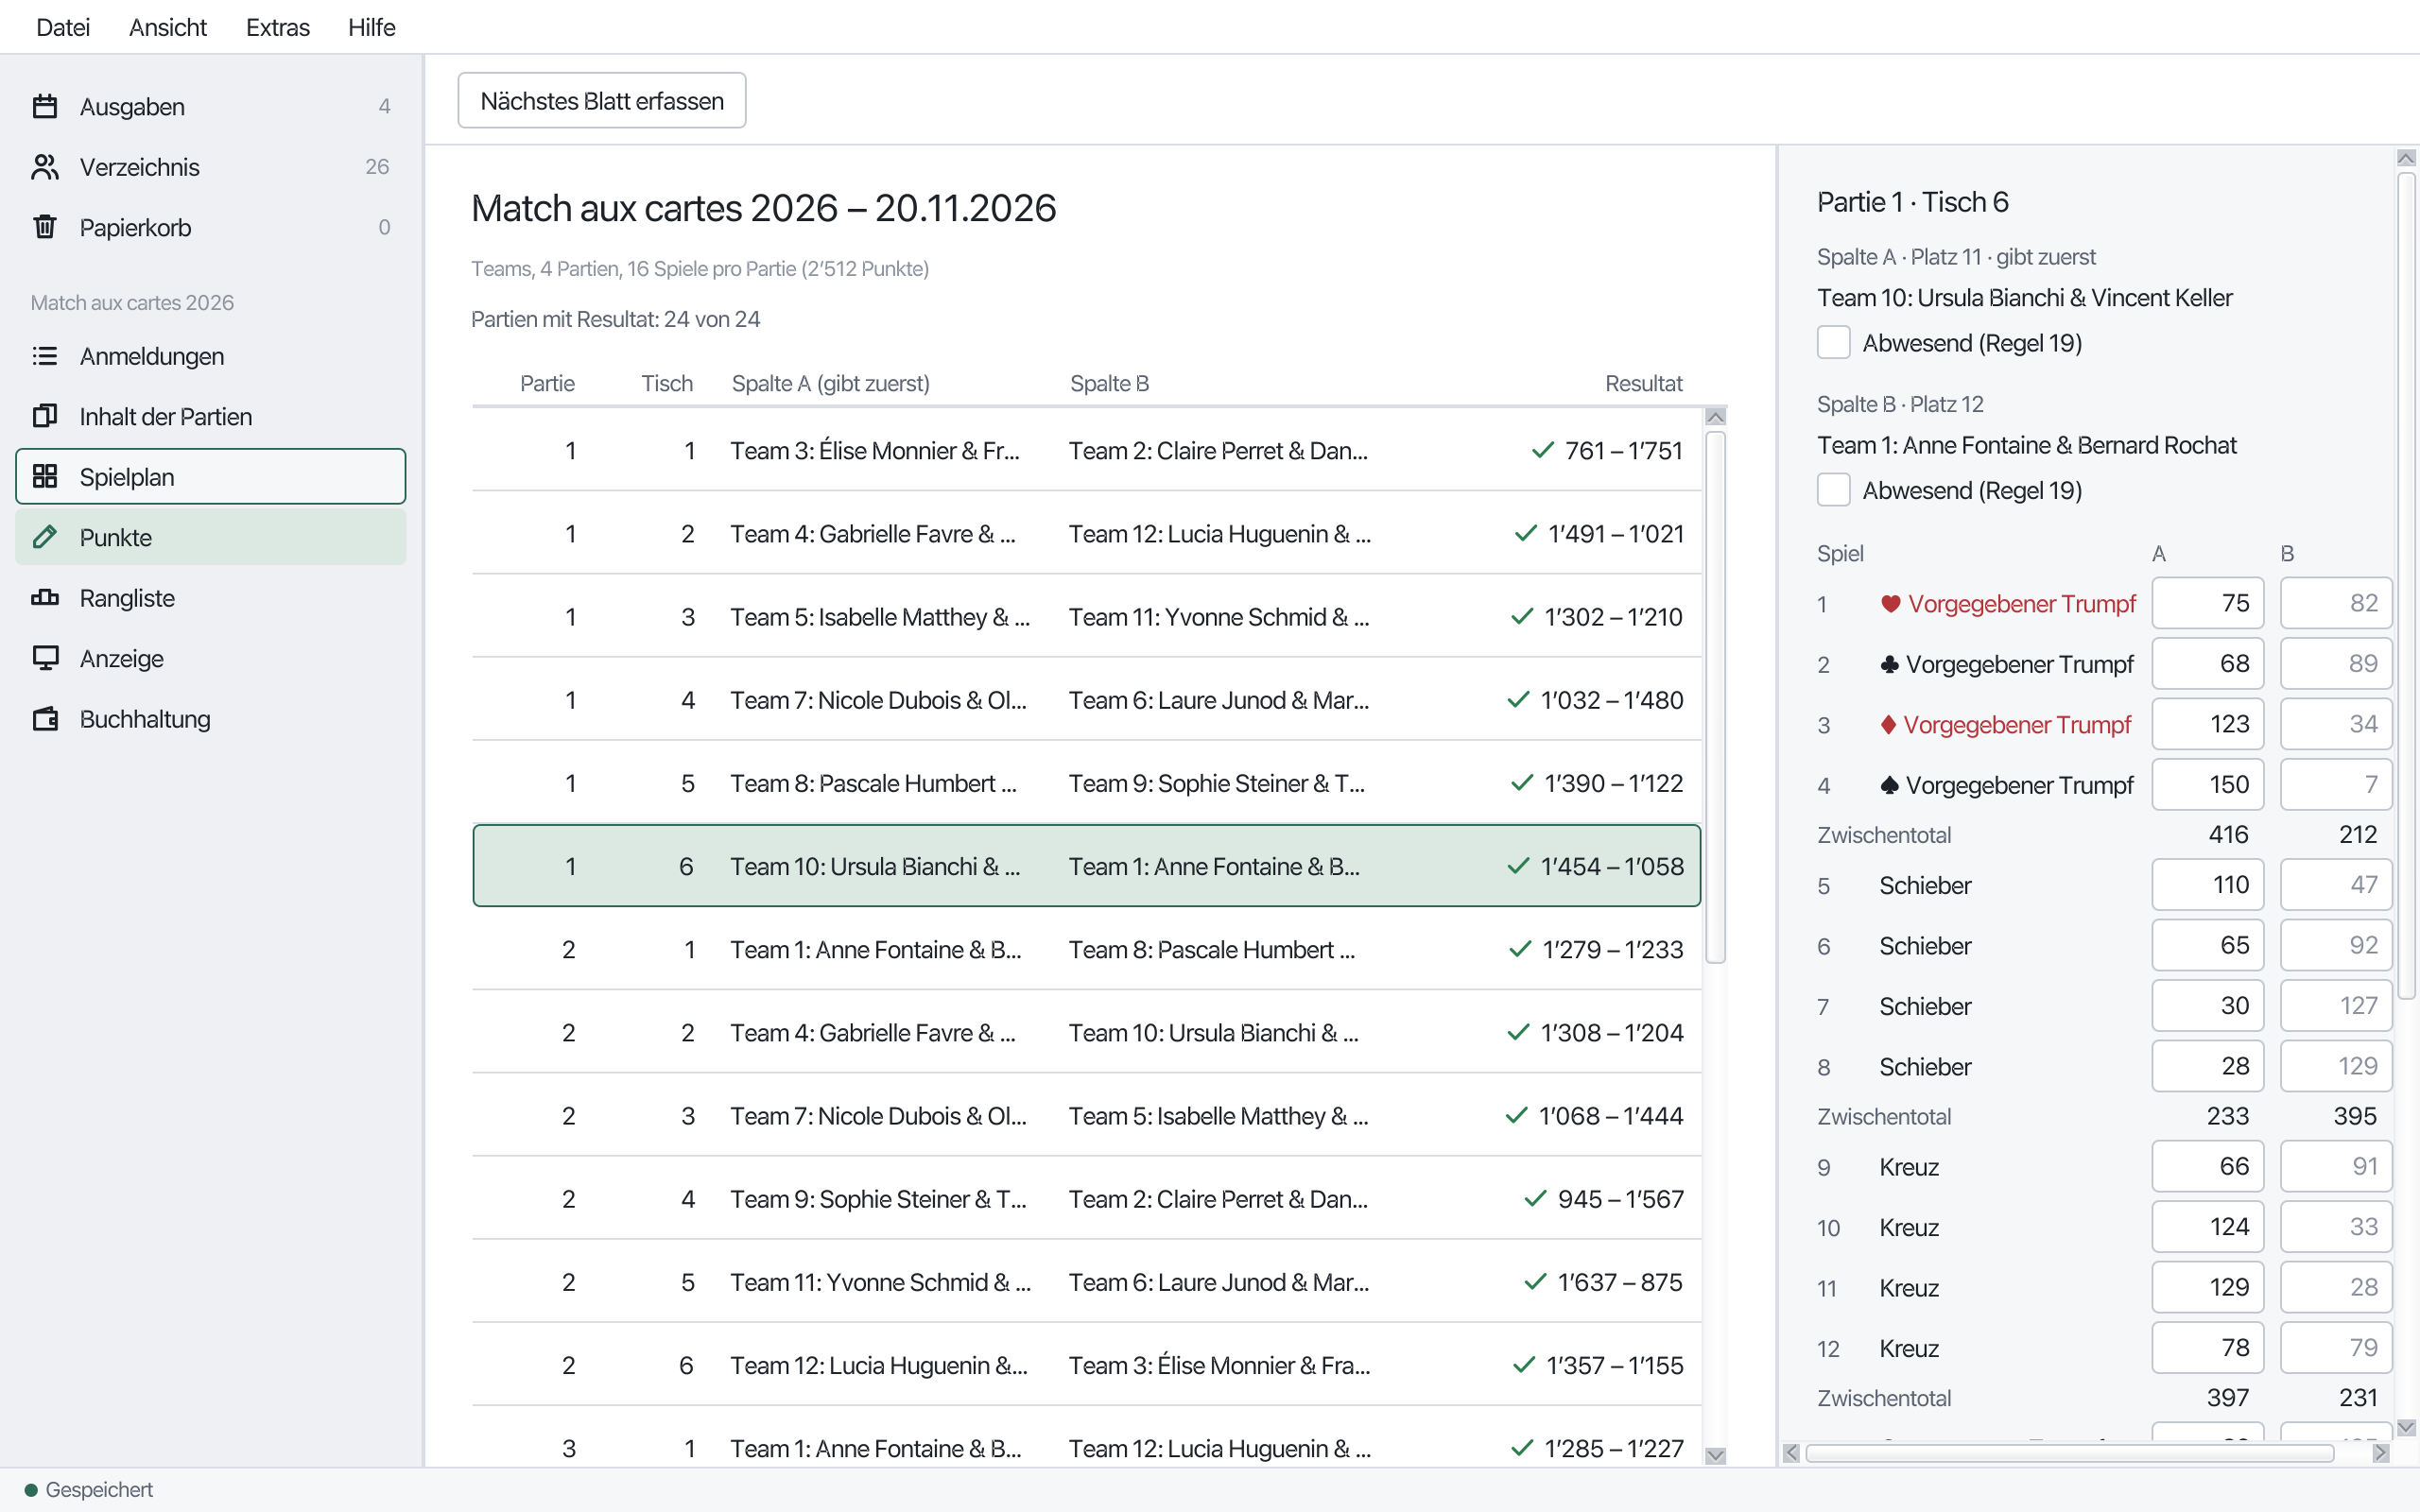 Datei Ansicht Extras Hilfe
Ausgaben 4
Verzeichnis 26
Papierkorb 0
Match aux cartes 2026
Anmeldungen
Inhalt der Partien
Spielplan
Punkte
Rangliste
Anzeige
Buchhaltung
Nächstes Blatt erfassen
Match aux cartes 2026 – 20.11.2026
Teams, 4 Partien, 16 Spiele pro Partie (2’512 Punkte)
Partien mit Resultat: 24 von 24
Partie Tisch Spalte A (gibt zuerst) Spalte B Resultat
1 1 Team 3: Élise Monnier & Fr... Team 2: Claire Perret & Dan... 761 – 1’751
1 2 Team 4: Gabrielle Favre & ... Team 12: Lucia Huguenin & ... 1’491 – 1’021
1 3 Team 5: Isabelle Matthey & ... Team 11: Yvonne Schmid & ... 1’302 – 1’210
1 4 Team 7: Nicole Dubois & Ol... Team 6: Laure Junod & Mar... 1’032 – 1’480
1 5 Team 8: Pascale Humbert ... Team 9: Sophie Steiner & T... 1’390 – 1’122
1 6 Team 10: Ursula Bianchi & ... Team 1: Anne Fontaine & B... 1’454 – 1’058
2 1 Team 1: Anne Fontaine & B... Team 8: Pascale Humbert ... 1’279 – 1’233
2 2 Team 4: Gabrielle Favre & ... Team 10: Ursula Bianchi & ... 1’308 – 1’204
2 3 Team 7: Nicole Dubois & Ol... Team 5: Isabelle Matthey & ... 1’068 – 1’444
2 4 Team 9: Sophie Steiner & T... Team 2: Claire Perret & Dan... 945 – 1’567
2 5 Team 11: Yvonne Schmid & ... Team 6: Laure Junod & Mar... 1’637 – 875
2 6 Team 12: Lucia Huguenin &... Team 3: Élise Monnier & Fra... 1’357 – 1’155
3 1 Team 1: Anne Fontaine & B... Team 12: Lucia Huguenin & ... 1’285 – 1’227
Partie 1 · Tisch 6
Spalte A · Platz 11 · gibt zuerst
Team 10: Ursula Bianchi & Vincent Keller
Abwesend (Regel 19)
Spalte B · Platz 12
Team 1: Anne Fontaine & Bernard Rochat
Abwesend (Regel 19)
Spiel A B
1 ♥ Vorgegebener Trumpf 75 82
2 ♣ Vorgegebener Trumpf 68 89
3 ♦ Vorgegebener Trumpf 123 34
4 ♠ Vorgegebener Trumpf 150 7
Zwischentotal 416 212
5 Schieber 110 47
6 Schieber 65 92
7 Schieber 30 127
8 Schieber 28 129
Zwischentotal 233 395
9 Kreuz 66 91
10 Kreuz 124 33
11 Kreuz 129 28
12 Kreuz 78 79
Zwischentotal 397 231
Gespeichert